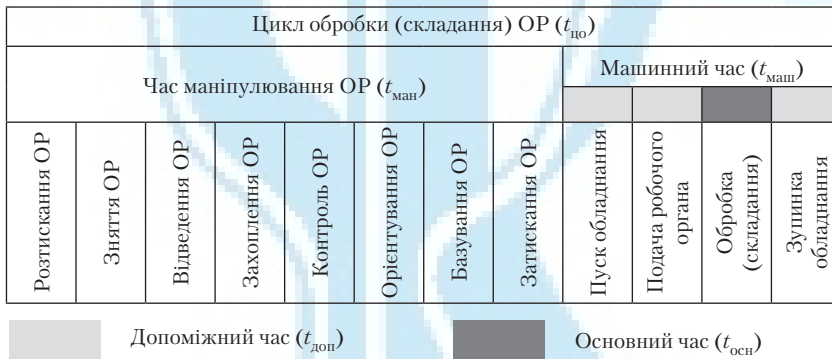 Цикл обробки (складання) ОР (tцо)
Час маніпулювання ОР (tман)
Машинний час (tмаш)
Розтискання ОР
Зняття ОР
Відведення ОР
Захоплення ОР
Контроль ОР
Орієнтування ОР
Базування ОР
Затискання ОР
Пуск обладнання
Подача робочого
органа
Обробка
(складання)
Зупинка
обладнання
Допоміжний час (tдоп)
Основний час (tосн)